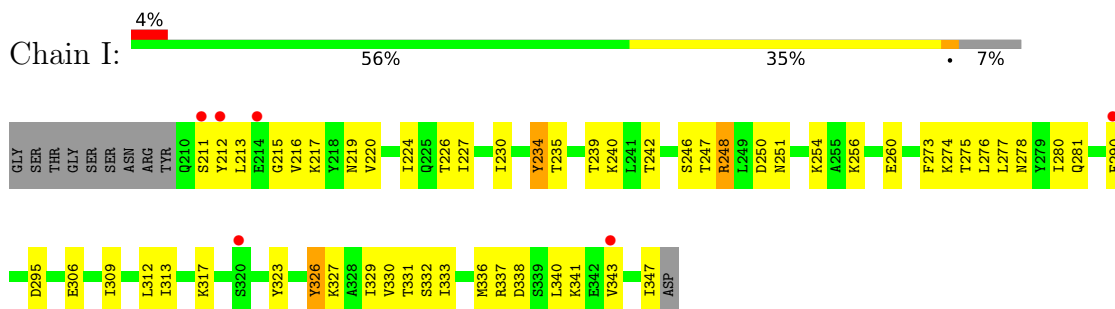 4%
Chain I:
56% 35% • 7%
GLY SER THR GLY SER SER ASN ARG TYR Q210 S211 Y212 L213 E214 G215 V216 K217 Y218 N219 V220 I224 Q225 T226 I227 I230 Y234 T235 T239 K240 L241 T242 S246 T247 R248 L249 D250 N251 K254 A255 K256 E260 F273 K274 T275 L276 L277 N278 Y279 I280 Q281
D295 E306 I309 L312 I313 K317 S320 Y323 Y326 K327 A328 I329 V330 T331 S332 I333 M336 R337 D338 S339 L340 K341 E342 V343 I347 ASP